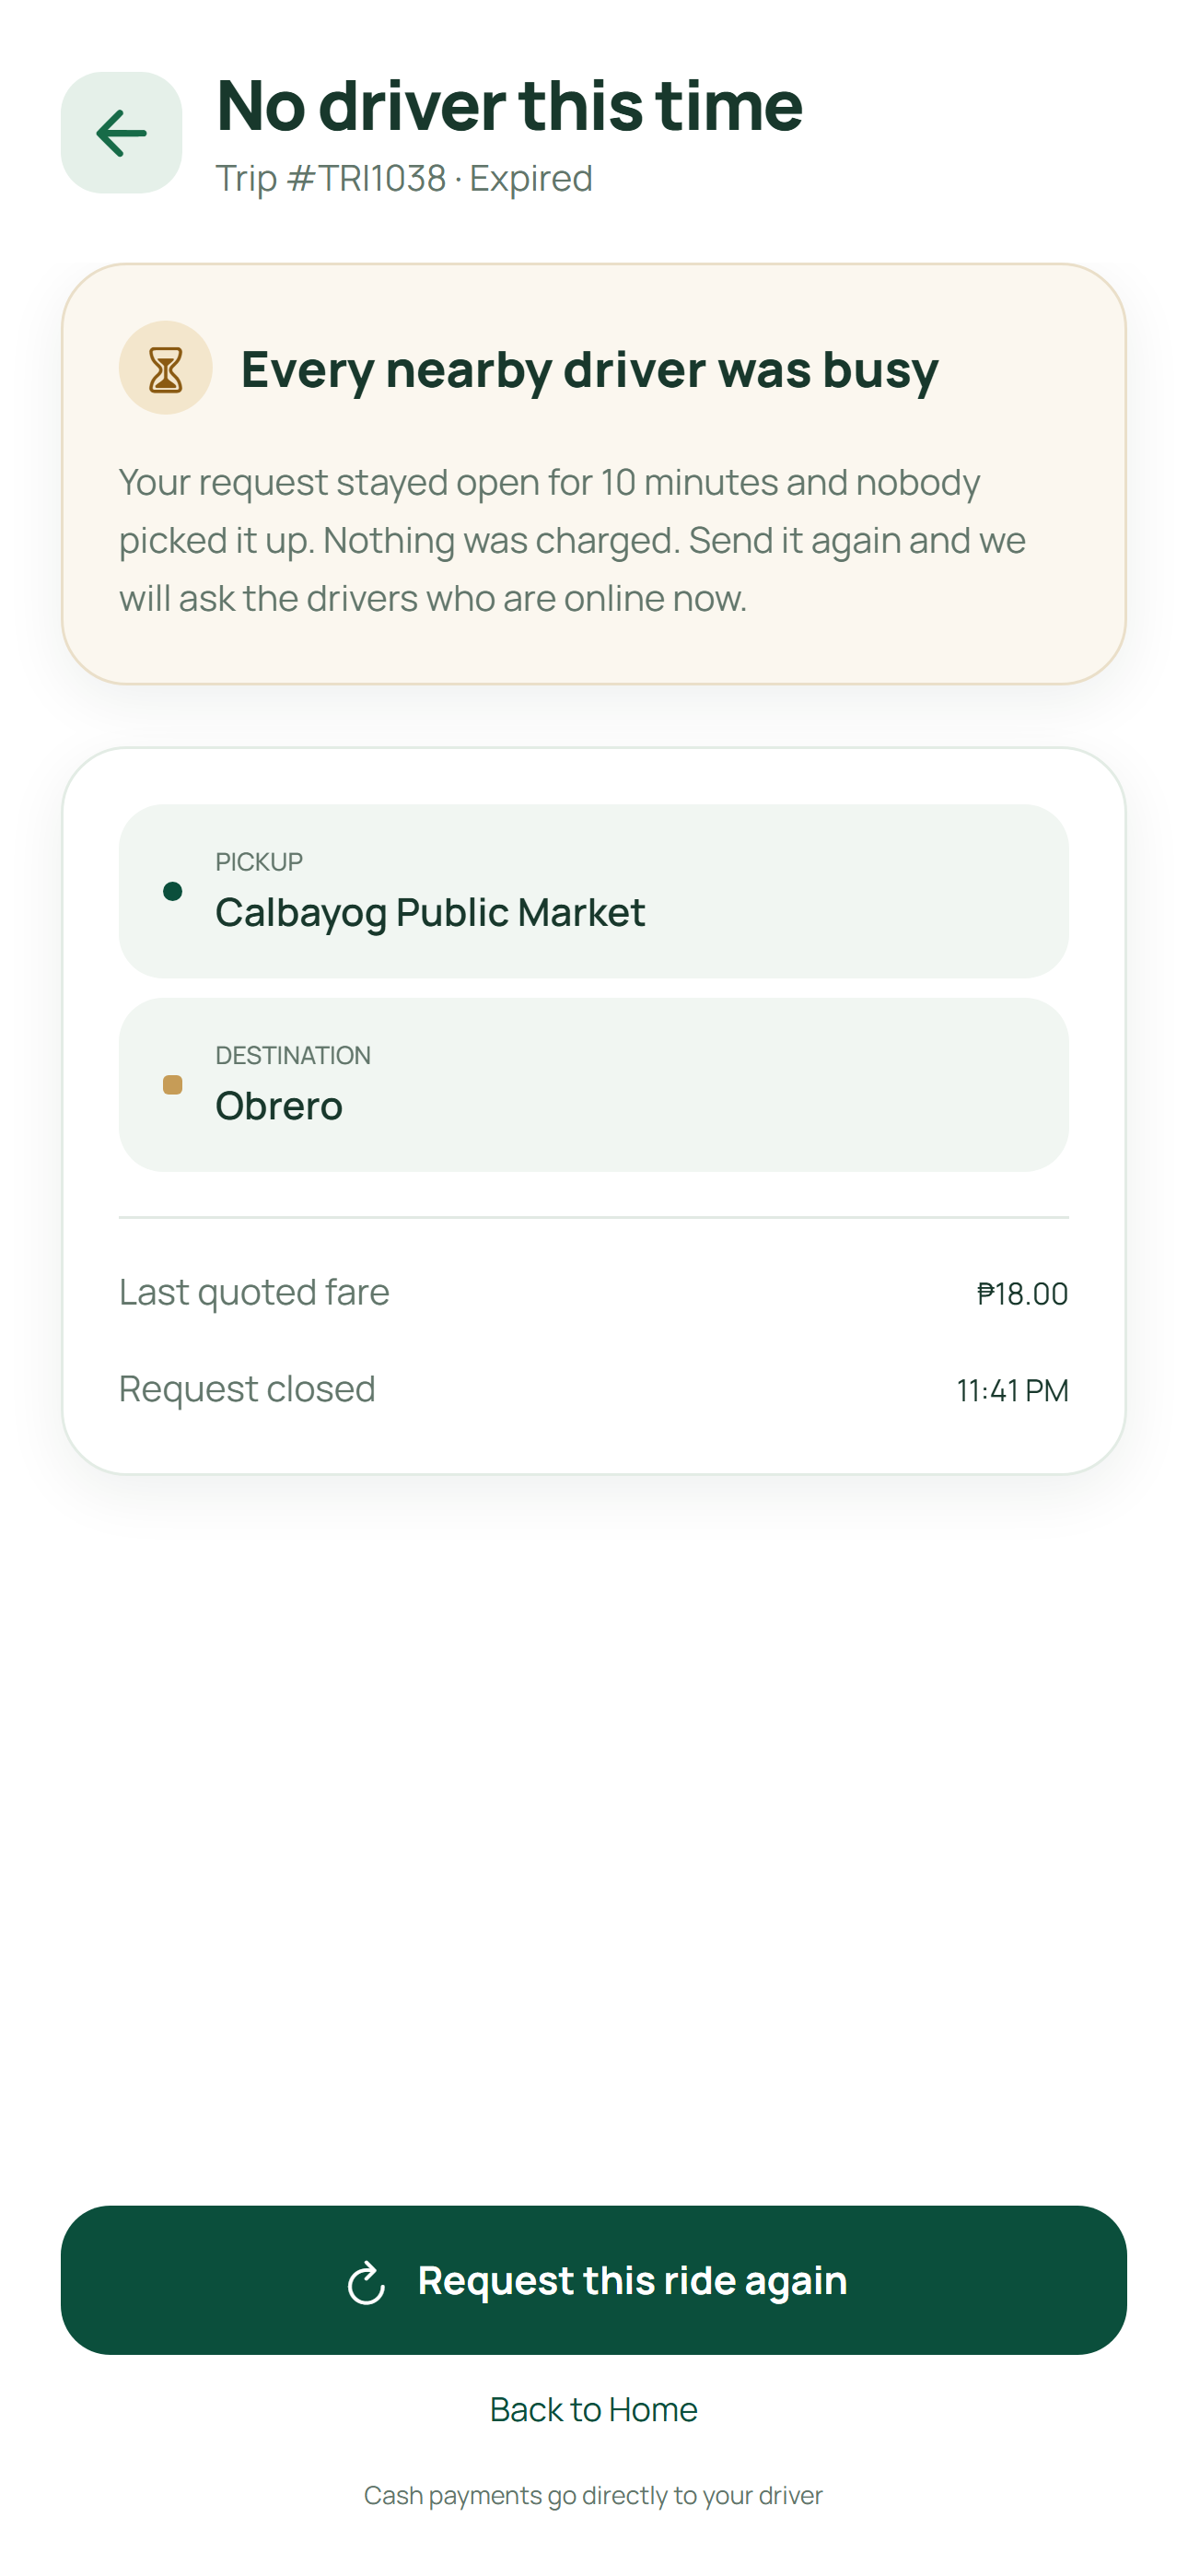 No driver this time
Trip #TRI1038 · Expired
Every nearby driver was busy
Your request stayed open for 10 minutes and nobody
picked it up. Nothing was charged. Send it again and we
will ask the drivers who are online now.
PICKUP
Calbayog Public Market
DESTINATION
Obrero
Last quoted fare ₱18.00
Request closed 11:41 PM
Request this ride again
Back to Home
Cash payments go directly to your driver